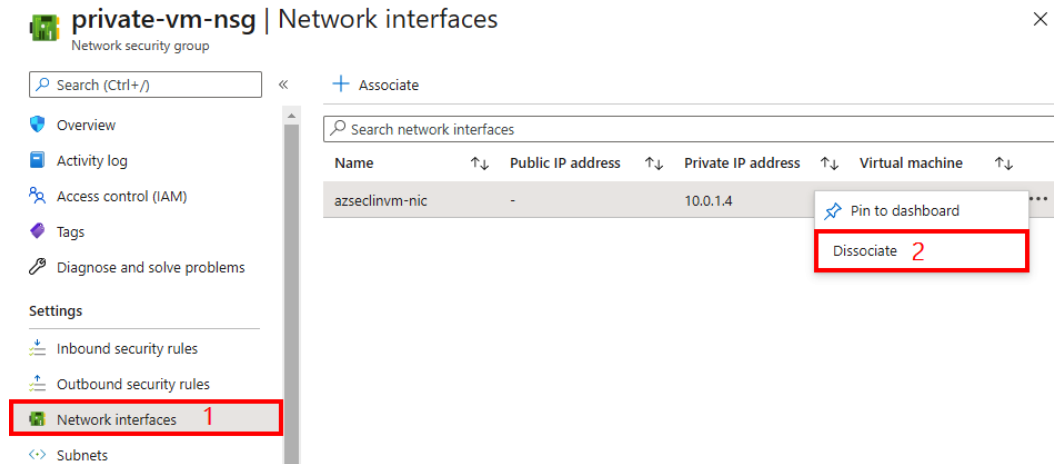 private-vm-nsg | Network interfaces
Network security group
Search (Ctrl+/)
«
Overview
Activity log
Access control (IAM)
Tags
Diagnose and solve problems
Settings
Inbound security rules
Outbound security rules
Network interfaces 1
Subnets
+ Associate
Search network interfaces
Name ↑↓ Public IP address ↑↓ Private IP address ↑↓ Virtual machine ↑↓
azseclinvm-nic - 10.0.1.4 ...
Pin to dashboard
Dissociate 2